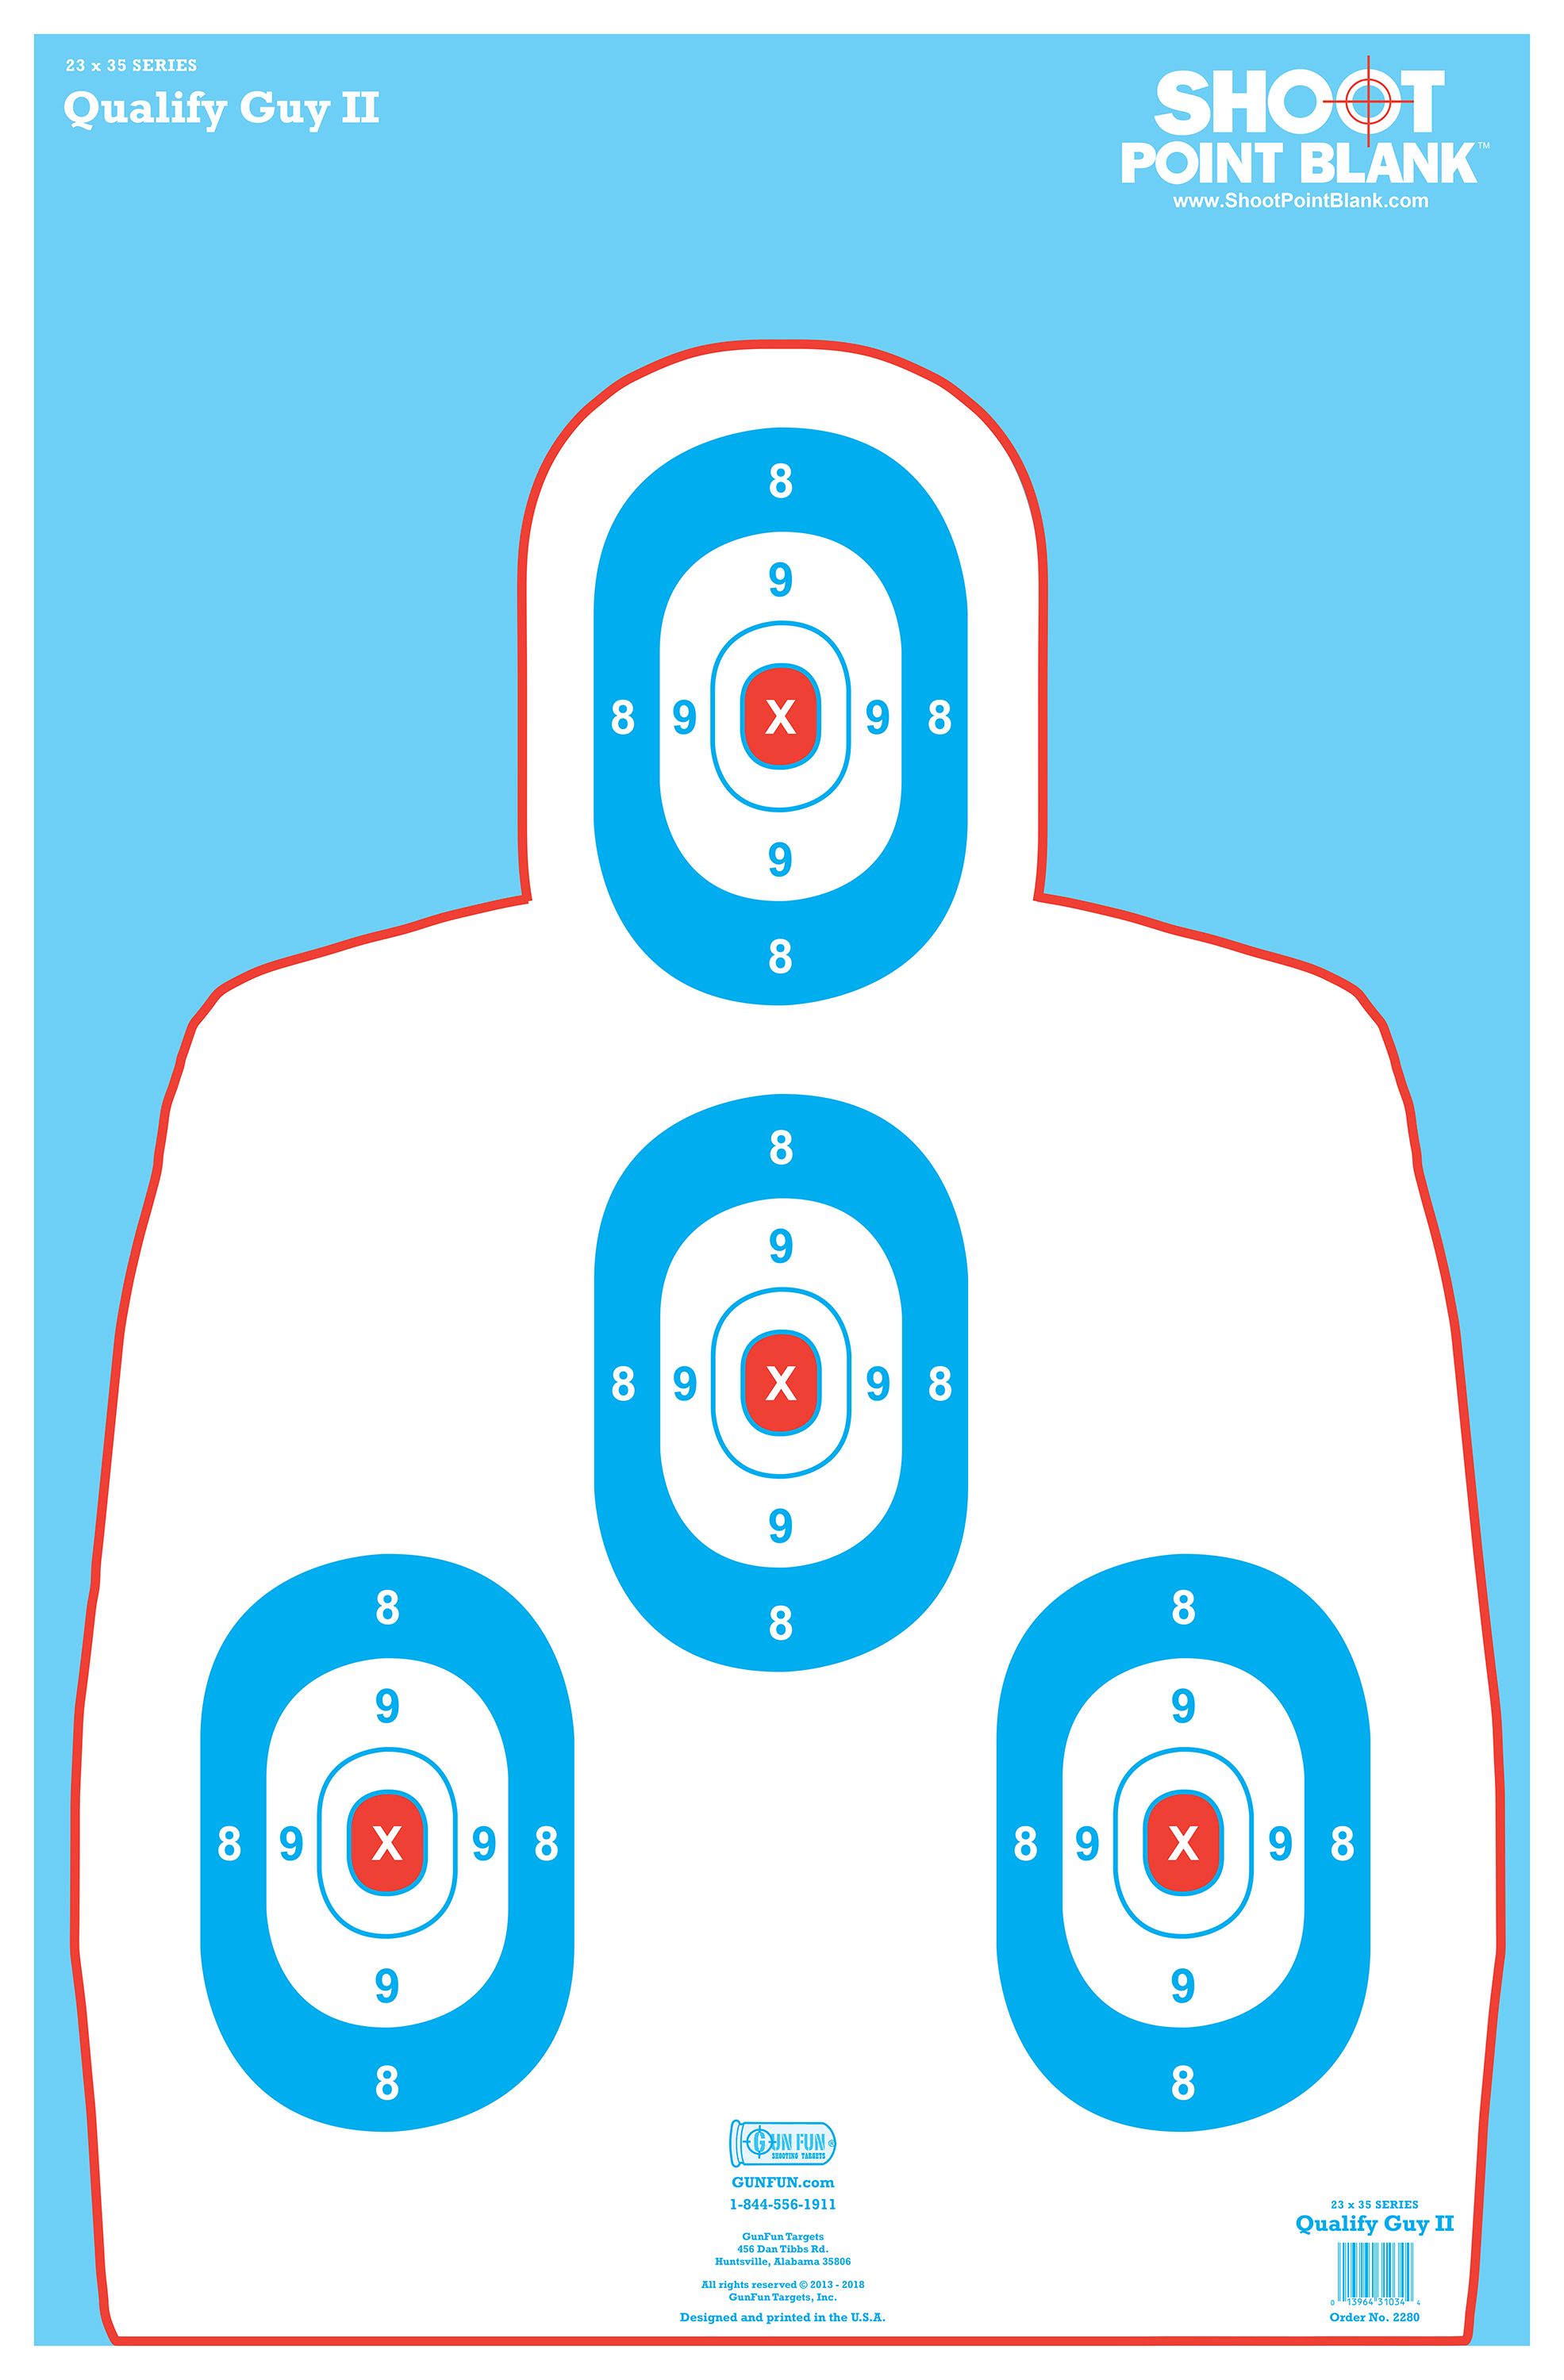 23 x 35 SERIES
Qualify Guy II
SHOOT
POINT BLANK™
www.ShootPointBlank.com
8
9
8 9 X 9 8
9
8
8
9
8 9 X 9 8
9
8
8
9
8 9 X 9 8
9
8
8
9
8 9 X 9 8
9
8
GUN FUN®
SHOOTING TARGETS
GUNFUN.com
1-844-556-1911
GunFun Targets
456 Dan Tibbs Rd.
Huntsville, Alabama 35806
All rights reserved © 2013 - 2018
GunFun Targets, Inc.
Designed and printed in the U.S.A.
23 x 35 SERIES
Qualify Guy II
0 13964 31034 4
Order No. 2280